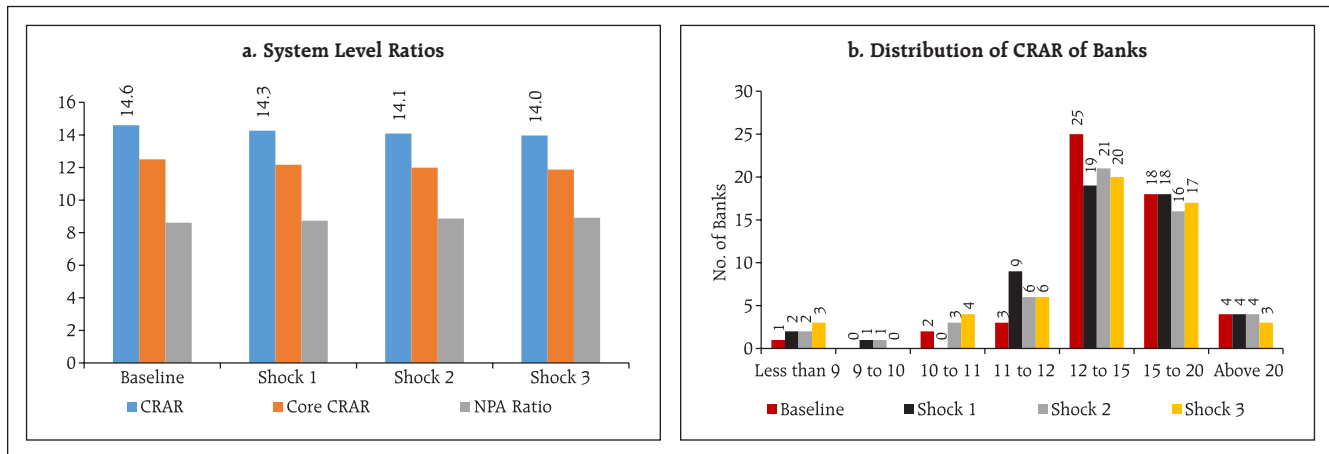 a. System Level Ratios
16
14
12
10
8
6
4
2
0
14.6
14.3
14.1
14.0
Baseline
Shock 1
Shock 2
Shock 3
CRAR
Core CRAR
NPA Ratio
b. Distribution of CRAR of Banks
No. of Banks
30
25
20
15
10
5
0
1
2
2
3
0
1
1
0
2
0
3
4
3
9
6
6
25
19
21
20
18
18
16
17
4
4
4
3
Less than 9
9 to 10
10 to 11
11 to 12
12 to 15
15 to 20
Above 20
Baseline
Shock 1
Shock 2
Shock 3